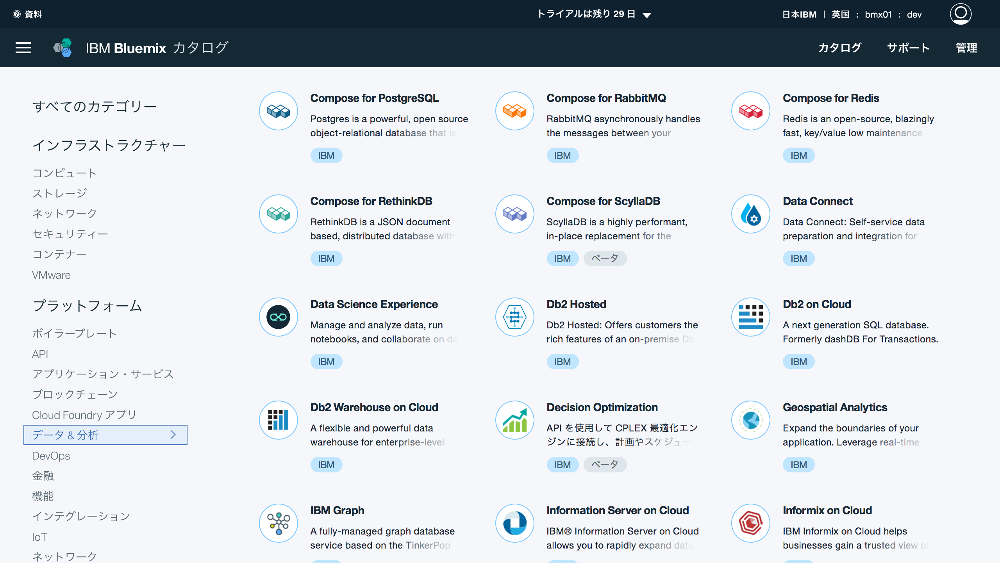 資料
トライアルは残り 29 日
日本IBM | 英国 : bmx01 : dev
IBM Bluemix カタログ
カタログ
サポート
管理
すべてのカテゴリー
インフラストラクチャー
コンピュート
ストレージ
ネットワーク
セキュリティー
コンテナー
VMware
プラットフォーム
ボイラープレート
API
アプリケーション・サービス
ブロックチェーン
Cloud Foundry アプリ
データ & 分析
DevOps
金融
機能
インテグレーション
IoT
ネットワーク
Compose for PostgreSQL
Postgres is a powerful, open source
object-relational database that is
IBM
Compose for RabbitMQ
RabbitMQ asynchronously handles
the messages between your
IBM
Compose for Redis
Redis is an open-source, blazingly
fast, key/value low maintenance
IBM
Compose for RethinkDB
RethinkDB is a JSON document
based, distributed database with
IBM
Compose for ScyllaDB
ScyllaDB is a highly performant,
in-place replacement for the
IBM
ベータ
Data Connect
Data Connect: Self-service data
preparation and integration for
IBM
Data Science Experience
Manage and analyze data, run
notebooks, and collaborate on da
IBM
Db2 Hosted
Db2 Hosted: Offers customers the
rich features of an on-premise Db
IBM
Db2 on Cloud
A next generation SQL database.
Formerly dashDB For Transactions.
IBM
Db2 Warehouse on Cloud
A flexible and powerful data
warehouse for enterprise-level
IBM
Decision Optimization
API を使用して CPLEX 最適化エン
ジンに接続し、計画やスケジュー
IBM
ベータ
Geospatial Analytics
Expand the boundaries of your
application. Leverage real-time
IBM
IBM Graph
A fully-managed graph database
service based on the TinkerPop
Information Server on Cloud
IBM® Information Server on Cloud
allows you to rapidly expand data
Informix on Cloud
IBM Informix on Cloud helps
businesses gain a trusted view of